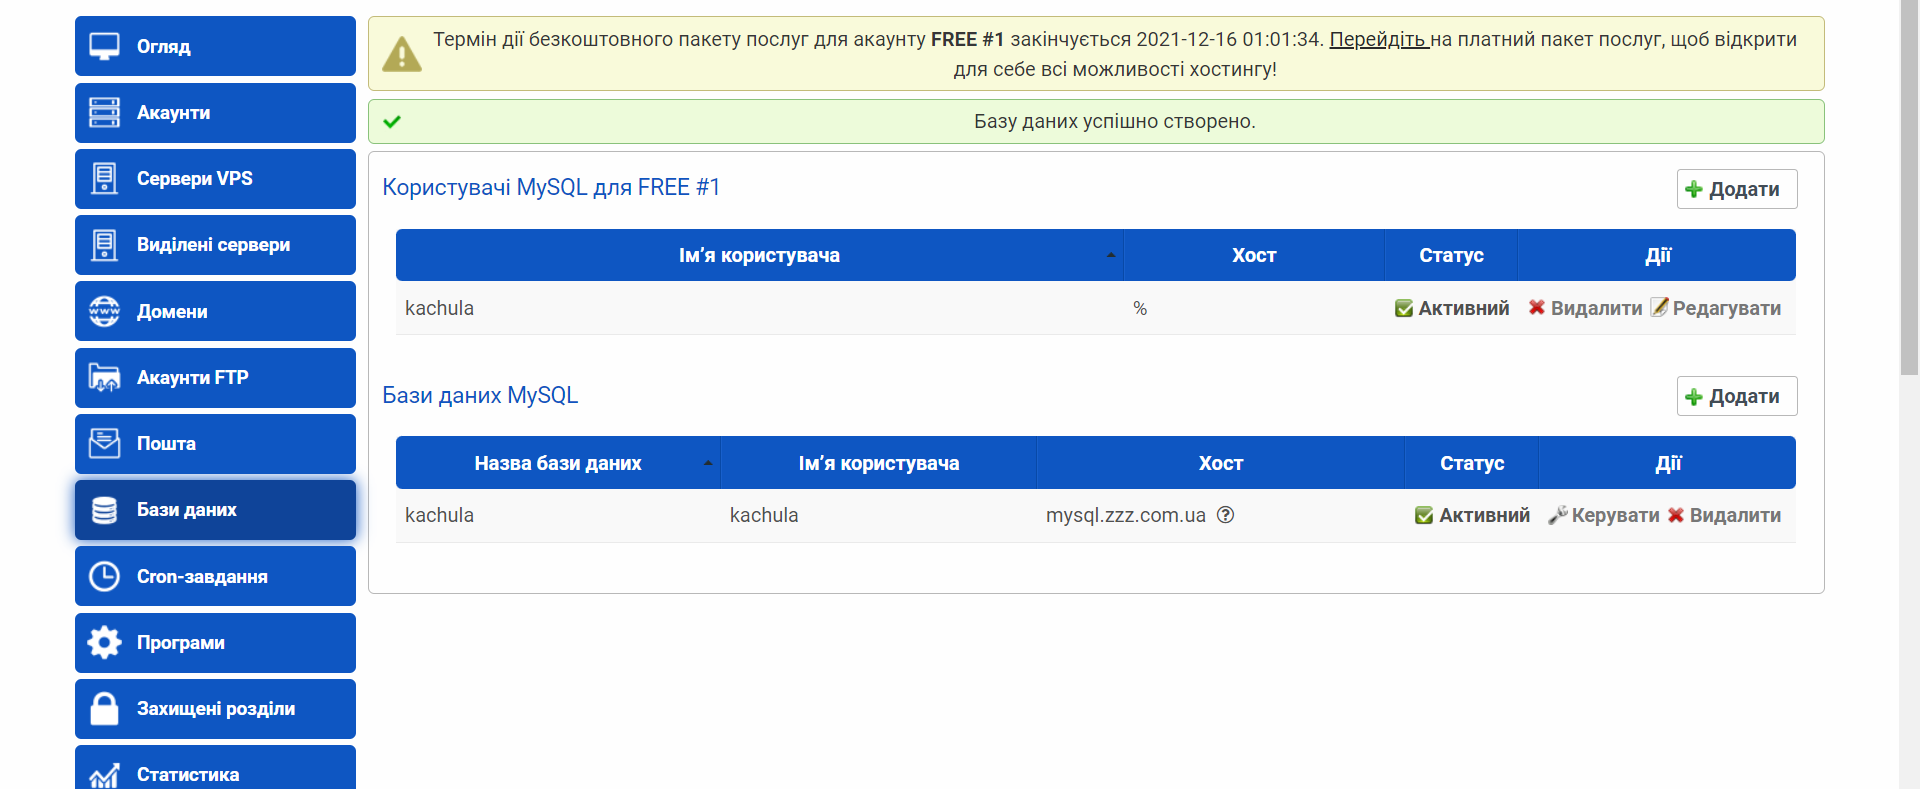 Огляд
Акаунти
Сервери VPS
Виділені сервери
Домени
Акаунти FTP
Пошта
Бази даних
Cron-завдання
Програми
Захищені розділи
Статистика
Термін дії безкоштовного пакету послуг для акаунту FREE #1 закінчується 2021-12-16 01:01:34. Перейдіть на платний пакет послуг, щоб відкрити
для себе всі можливості хостингу!
Базу даних успішно створено.
Користувачі MySQL для FREE #1
Додати
Ім’я користувача Хост Статус Дії
kachula % Активний Видалити Редагувати
Бази даних MySQL
Додати
Назва бази даних Ім’я користувача Хост Статус Дії
kachula kachula mysql.zzz.com.ua ? Активний Керувати Видалити